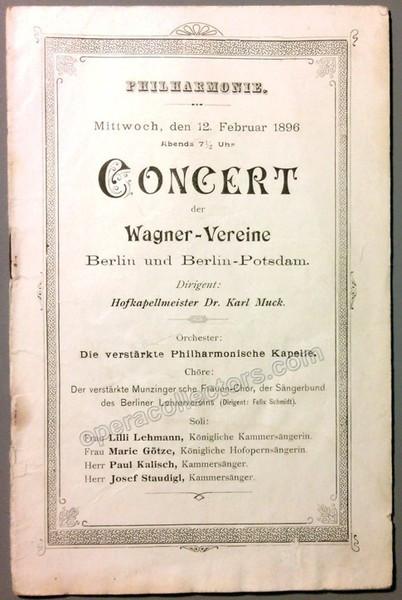 PHILHARMONIE.
Mittwoch, den 12. Februar 1896
Abends 7½ Uhr
CONCERT
der
Wagner-Vereine
Berlin und Berlin-Potsdam.
Dirigent:
Hofkapellmeister Dr. Karl Muck.
Orchester:
Die verstärkte Philharmonische Kapelle.
Chöre:
Der verstärkte Munzinger'sche Frauen-Chor, der Sängerbund
des Berliner Lehrervereins (Dirigent: Felix Schmidt).
Soli:
Frau Lilli Lehmann, Königliche Kammersängerin.
Frau Marie Götze, Königliche Hofopernsängerin.
Herr Paul Kalisch, Kammersänger.
Herr Josef Staudigl, Kammersänger.
operacollectors.com